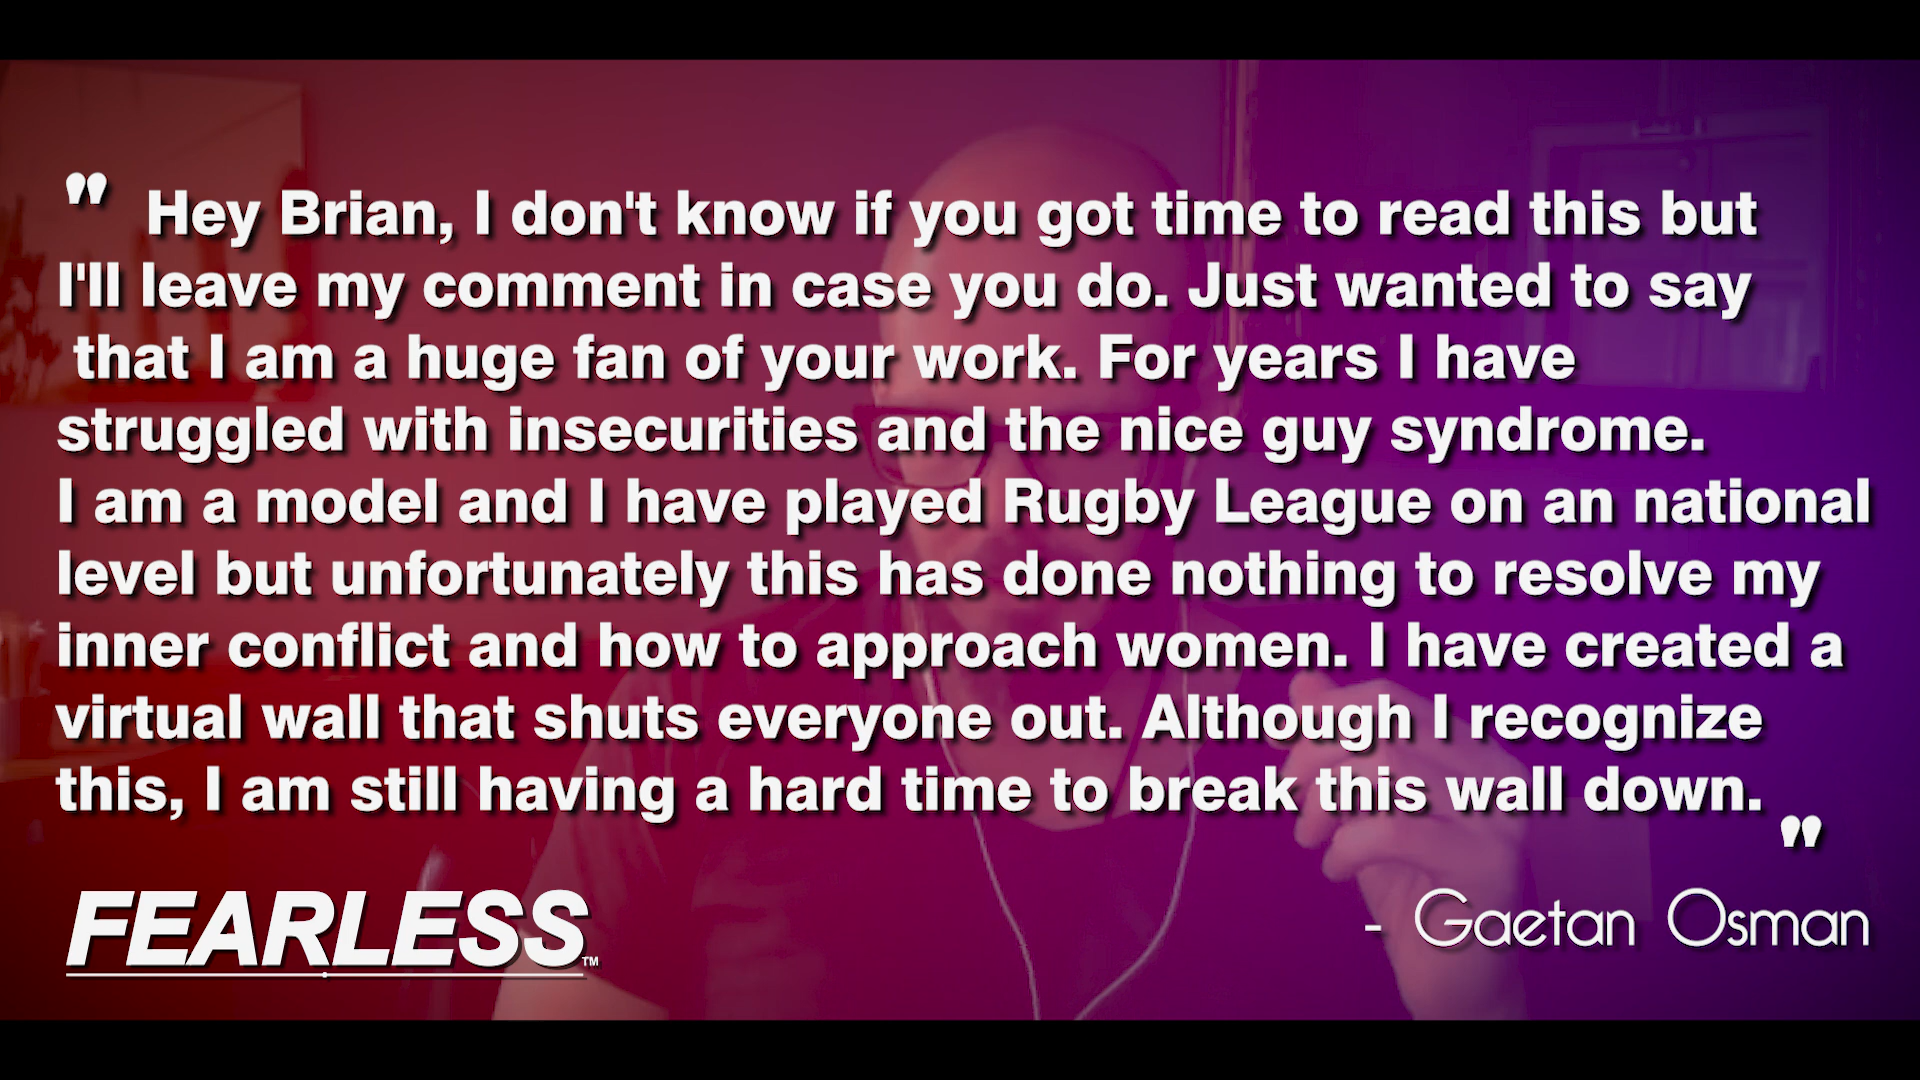 " Hey Brian, I don't know if you got time to read this but
I'll leave my comment in case you do. Just wanted to say
that I am a huge fan of your work. For years I have
struggled with insecurities and the nice guy syndrome.
I am a model and I have played Rugby League on an national
level but unfortunately this has done nothing to resolve my
inner conflict and how to approach women. I have created a
virtual wall that shuts everyone out. Although I recognize
this, I am still having a hard time to break this wall down. "
- Gaetan Osman
FEARLESS™